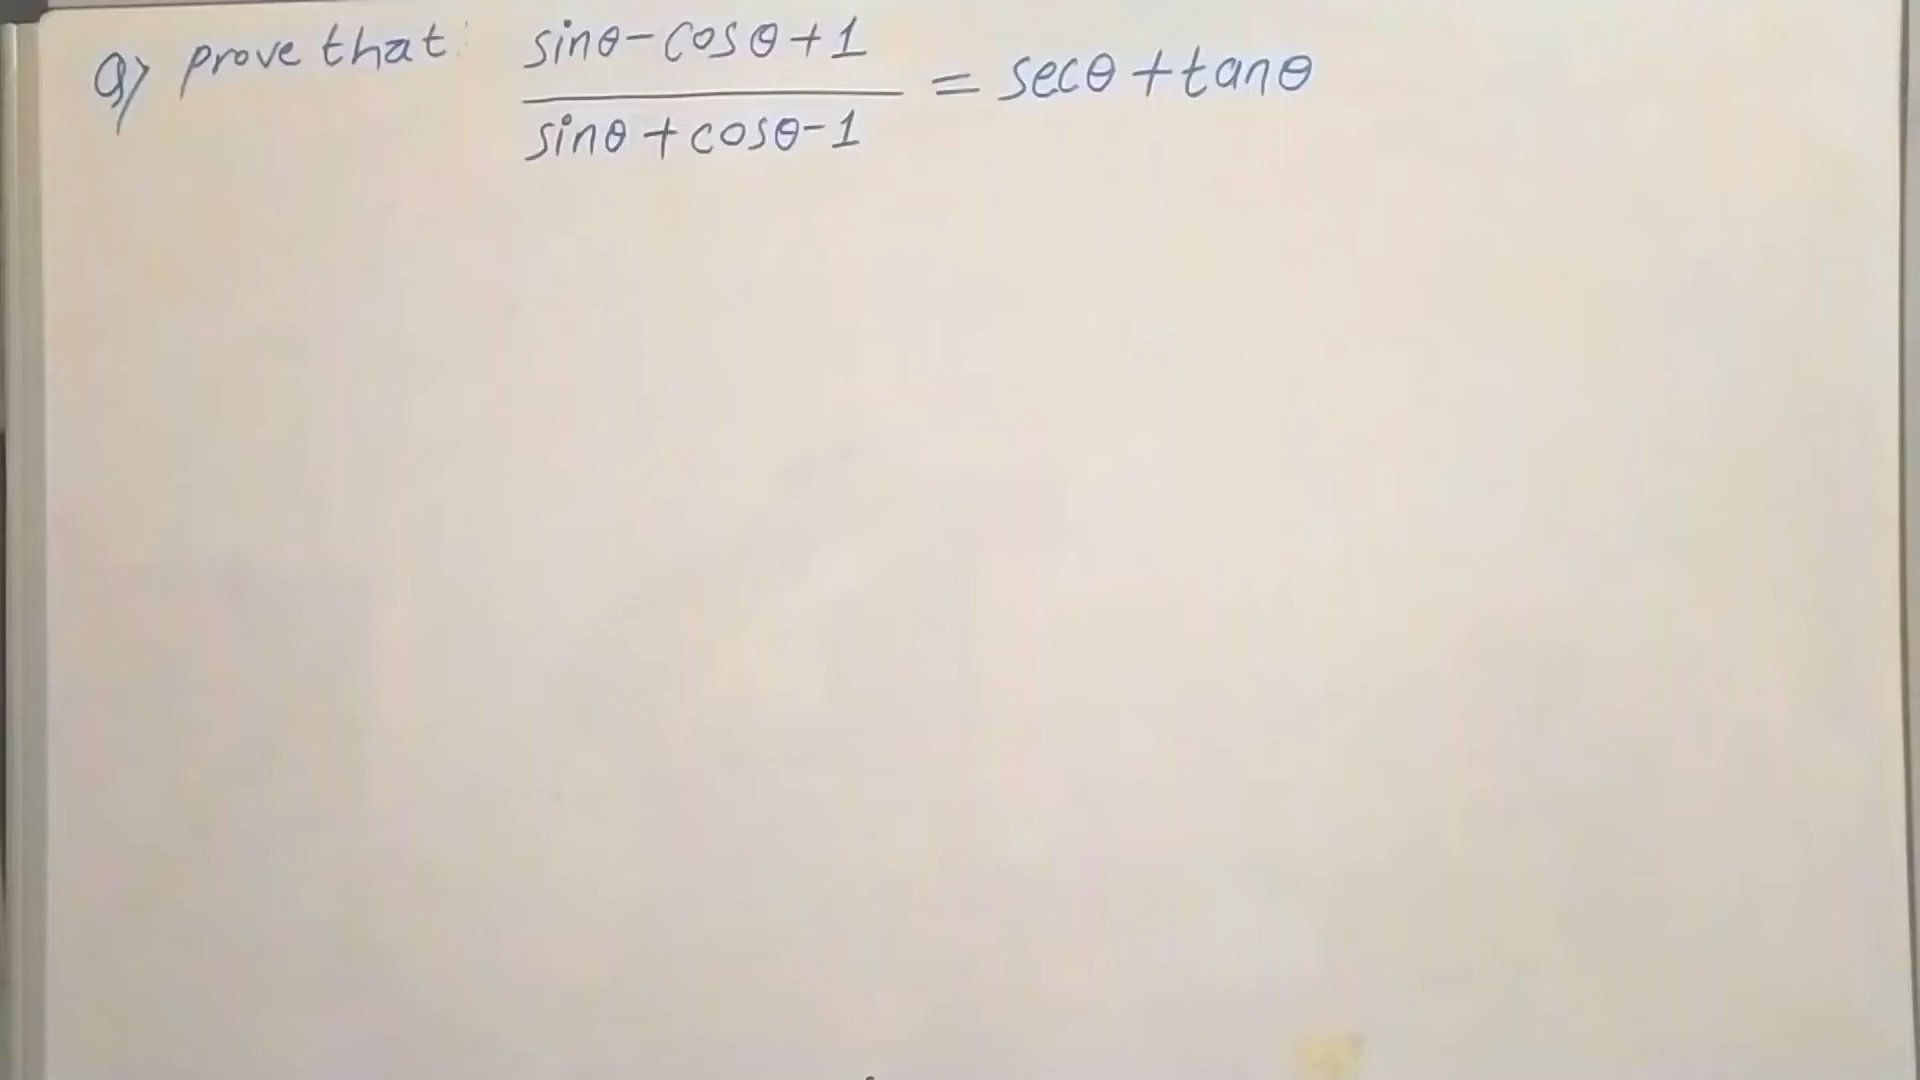 Q) prove that: sinθ-cosθ+1 / sinθ+cosθ-1 = secθ+tanθ